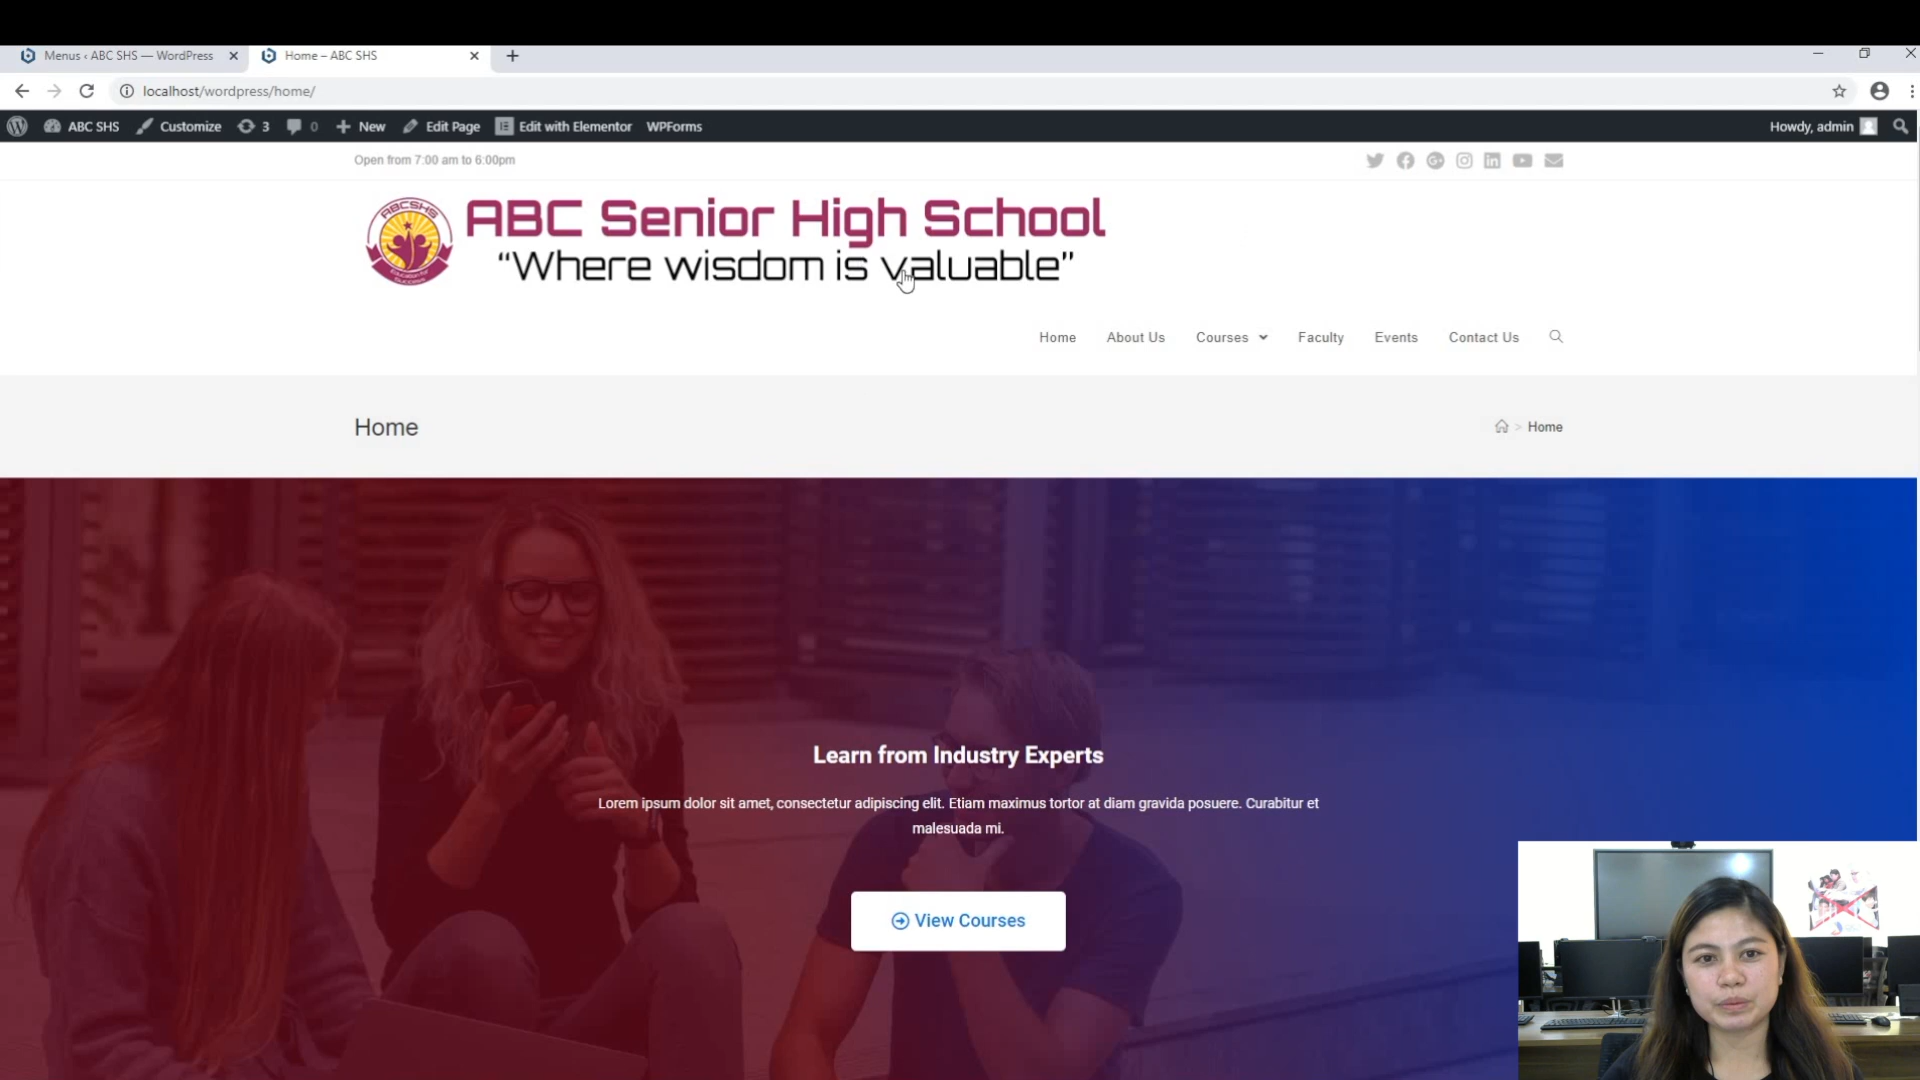 Menus ‹ ABC SHS — WordPress
Home – ABC SHS
localhost/wordpress/home/
ABC SHS
Customize
3
0
New
Edit Page
Edit with Elementor
WPForms
Howdy, admin
Open from 7:00 am to 6:00pm
ABCSHS
ABC Senior High School
“Where wisdom is valuable”
Home
About Us
Courses
Faculty
Events
Contact Us
Home
> Home
Learn from Industry Experts
Lorem ipsum dolor sit amet, consectetur adipiscing elit. Etiam maximus tortor at diam gravida posuere. Curabitur et
malesuada mi.
View Courses